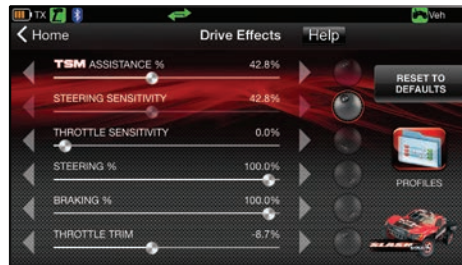 TX
Veh
Home
Drive Effects
Help
TSM ASSISTANCE %
42.8%
STEERING SENSITIVITY
42.8%
THROTTLE SENSITIVITY
0.0%
STEERING %
100.0%
BRAKING %
100.0%
THROTTLE TRIM
-8.7%
RESET TO
DEFAULTS
PROFILES
SLASH